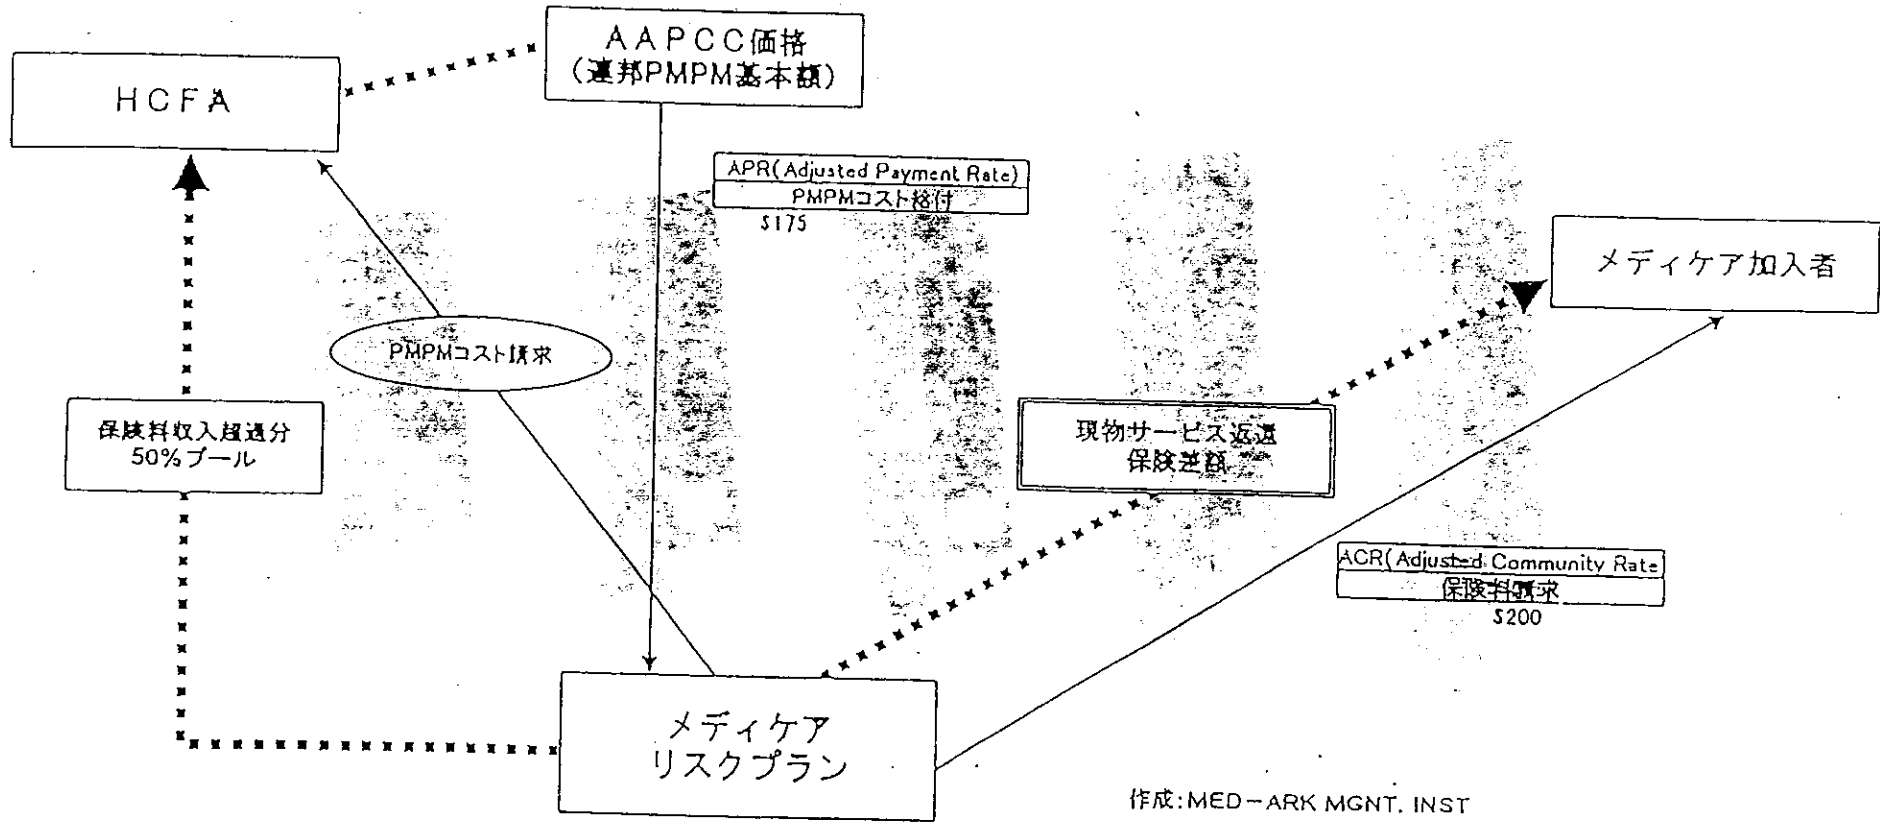 AAPCC価格
(連邦PMPM基本額)
HCFA
APR(Adjusted Payment Rate)
PMPMコスト格付
$175
メディケア加入者
PMPMコスト請求
保険料収入超過分
50%プール
現物サービス返還
保険差額
ACR(Adjusted Community Rate
保険料請求
$200
メディケア
リスクプラン
作成:MED-ARK MGNT. INST